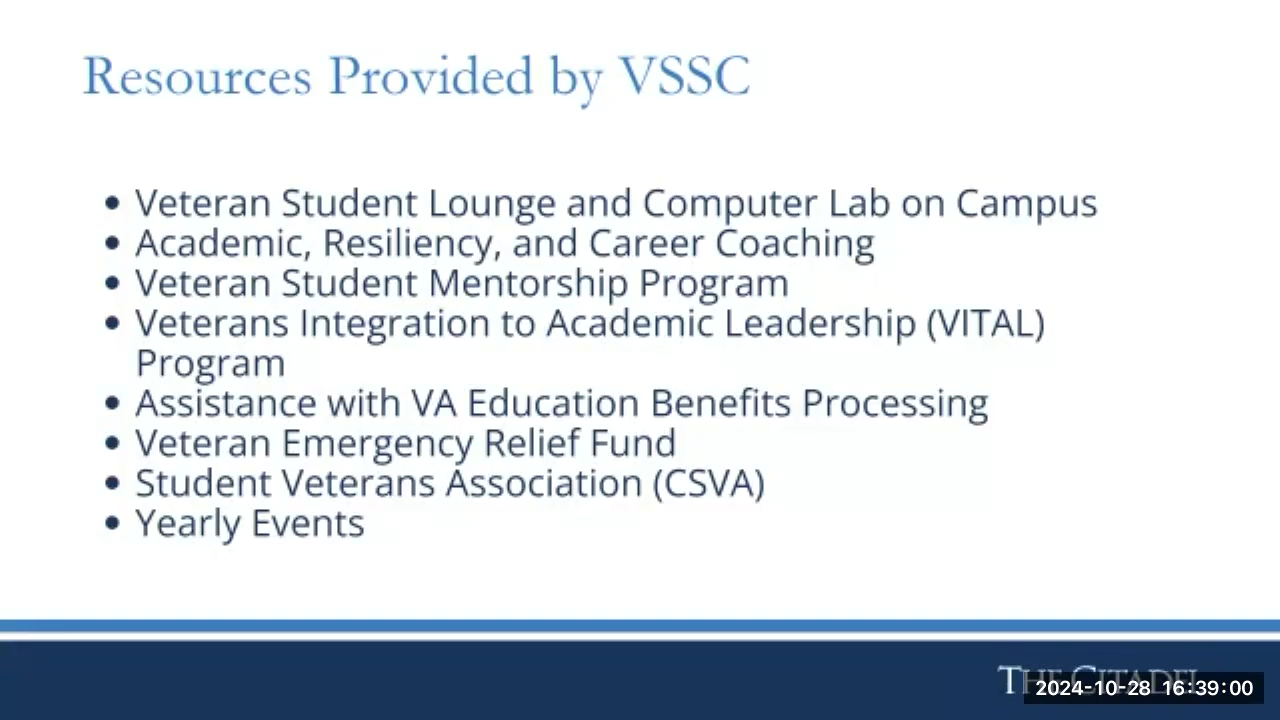 Resources Provided by VSSC
• Veteran Student Lounge and Computer Lab on Campus
• Academic, Resiliency, and Career Coaching
• Veteran Student Mentorship Program
• Veterans Integration to Academic Leadership (VITAL)
Program
• Assistance with VA Education Benefits Processing
• Veteran Emergency Relief Fund
• Student Veterans Association (CSVA)
• Yearly Events
THE CITADEL
2024-10-28 16:39:00